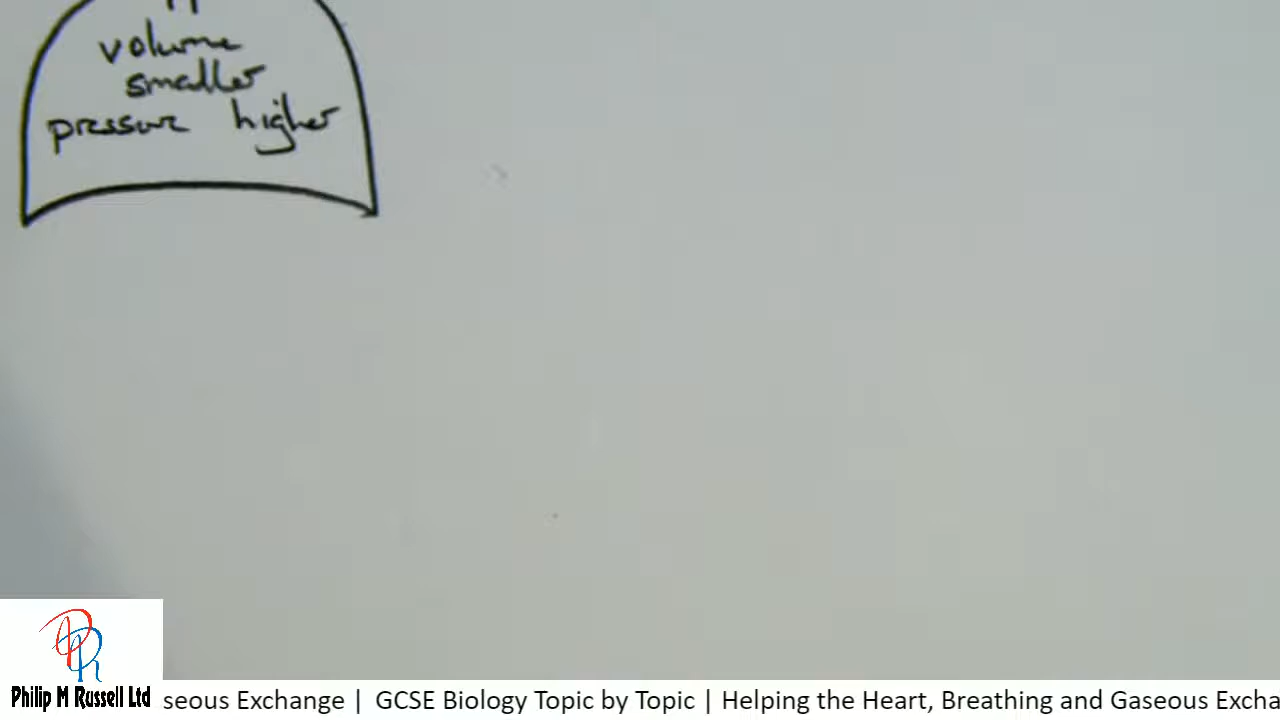 volume
smaller
pressure higher
Philip M Russell Ltd
seous Exchange | GCSE Biology Topic by Topic | Helping the Heart, Breathing and Gaseous Excha